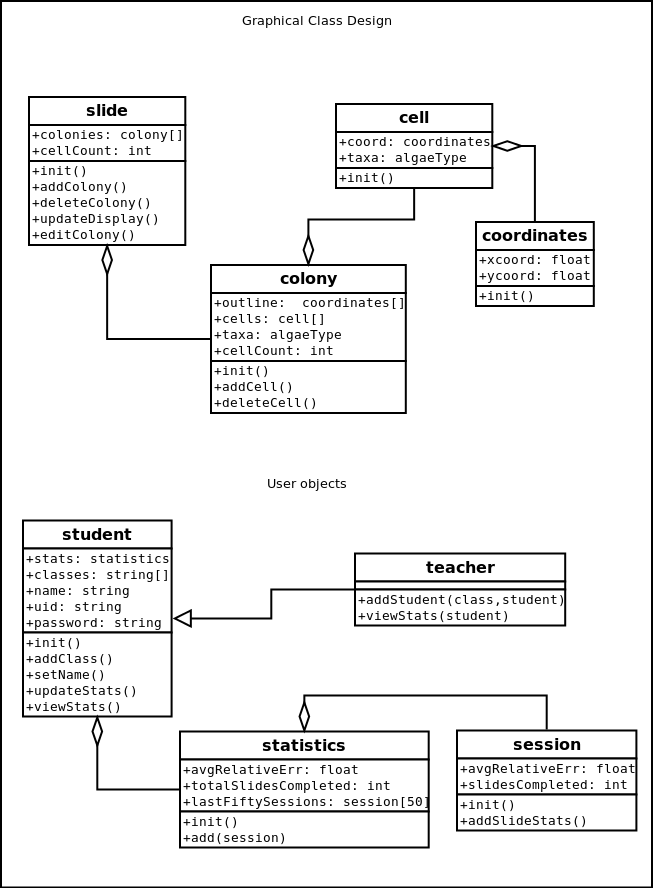 Graphical Class Design
slide
+colonies: colony[]
+cellCount: int
+init()
+addColony()
+deleteColony()
+updateDisplay()
+editColony()
cell
+coord: coordinates
+taxa: algaeType
+init()
coordinates
+xcoord: float
+ycoord: float
+init()
colony
+outline:  coordinates[]
+cells: cell[]
+taxa: algaeType
+cellCount: int
+init()
+addCell()
+deleteCell()
User objects
student
+stats: statistics
+classes: string[]
+name: string
+uid: string
+password: string
+init()
+addClass()
+setName()
+updateStats()
+viewStats()
teacher
+addStudent(class,student)
+viewStats(student)
statistics
+avgRelativeErr: float
+totalSlidesCompleted: int
+lastFiftySessions: session[50]
+init()
+add(session)
session
+avgRelativeErr: float
+slidesCompleted: int
+init()
+addSlideStats()